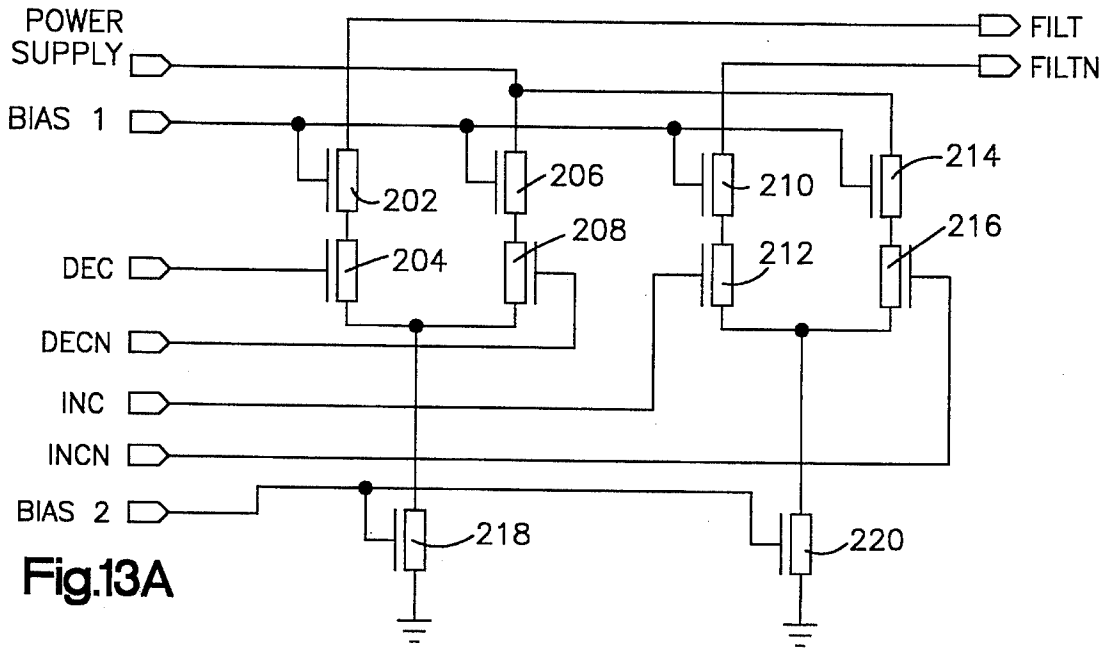 POWER
SUPPLY
FILT
FILTN
BIAS 1
202
206
210
214
204
208
212
216
DEC
DECN
INC
INCN
BIAS 2
218
220
Fig.13A